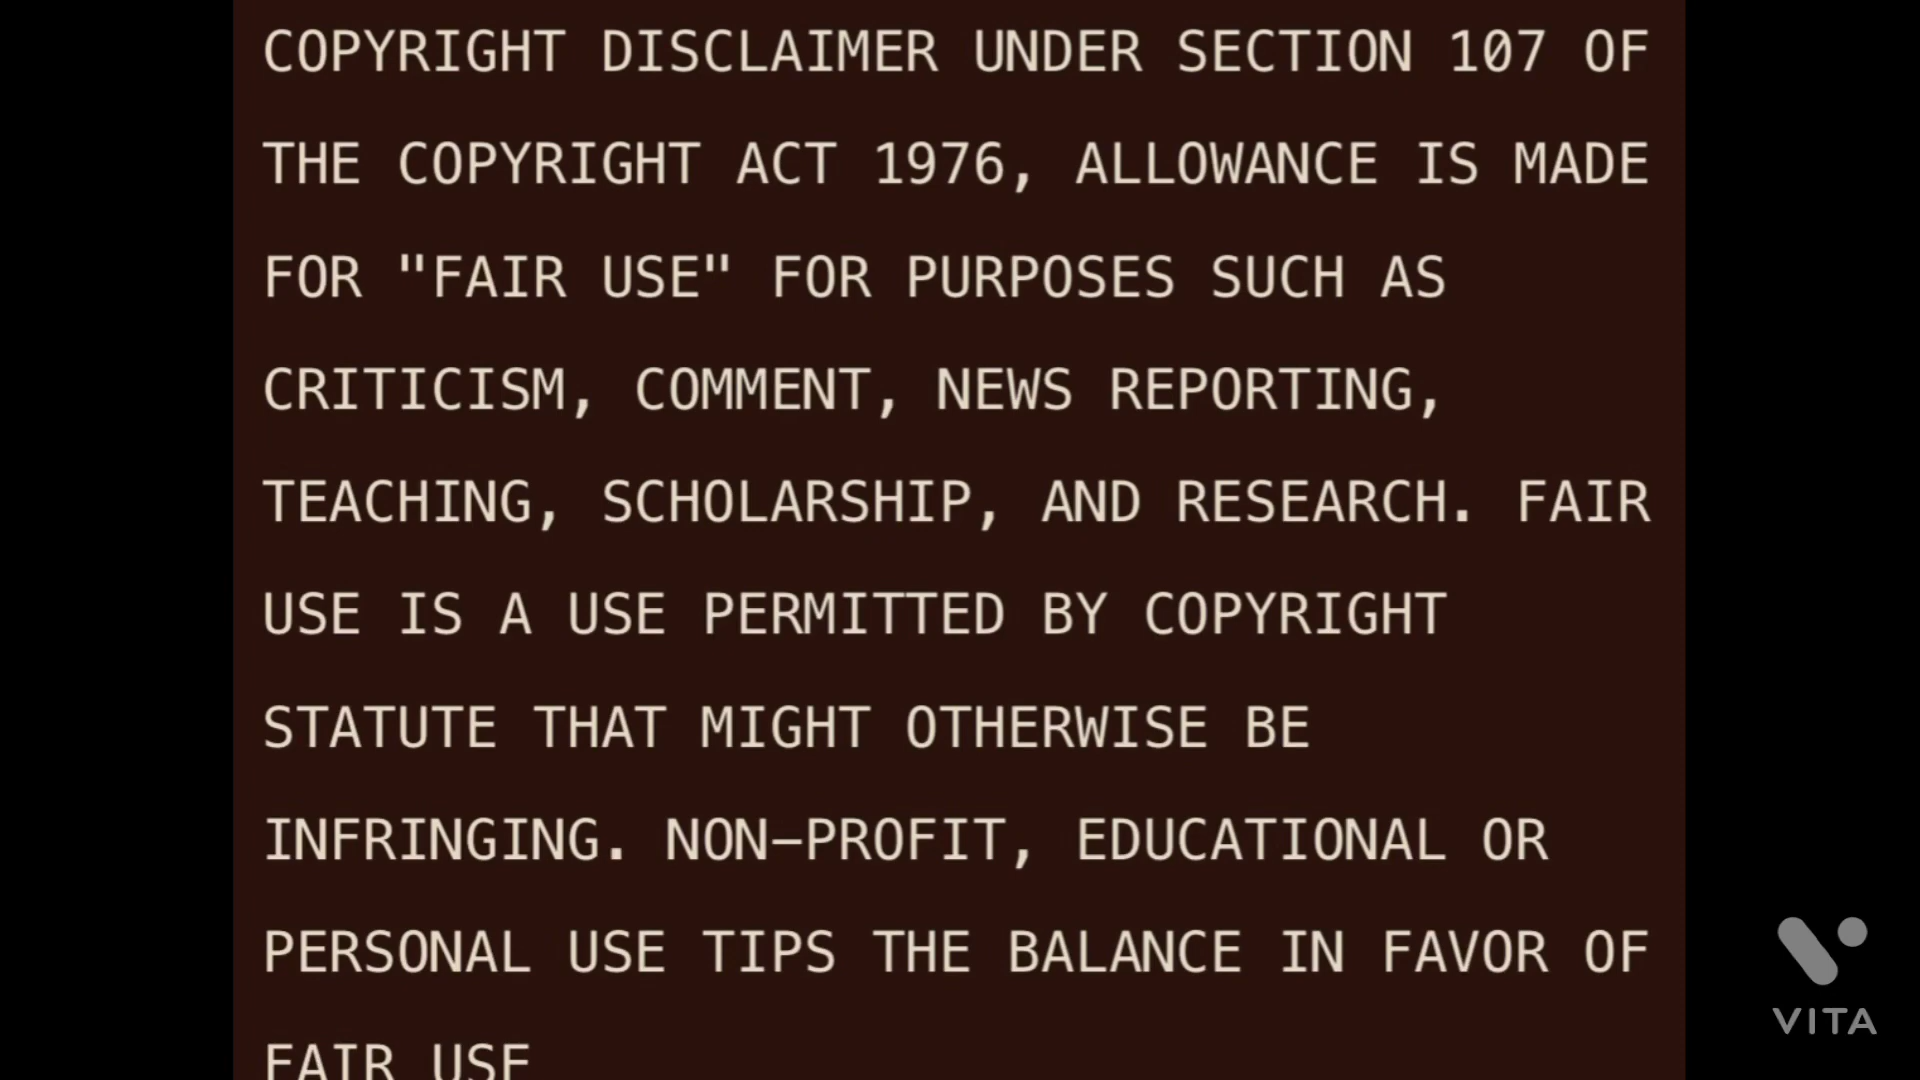 COPYRIGHT DISCLAIMER UNDER SECTION 107 OF
THE COPYRIGHT ACT 1976, ALLOWANCE IS MADE
FOR "FAIR USE" FOR PURPOSES SUCH AS
CRITICISM, COMMENT, NEWS REPORTING,
TEACHING, SCHOLARSHIP, AND RESEARCH. FAIR
USE IS A USE PERMITTED BY COPYRIGHT
STATUTE THAT MIGHT OTHERWISE BE
INFRINGING. NON–PROFIT, EDUCATIONAL OR
PERSONAL USE TIPS THE BALANCE IN FAVOR OF
FAIR USE
VITA